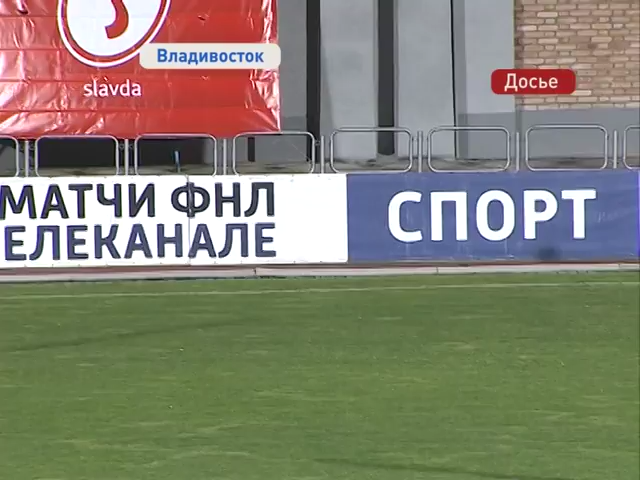 Владивосток
Досье
slavda
МАТЧИ ФНЛ
ЕЛЕКАНАЛЕ
СПОРТ